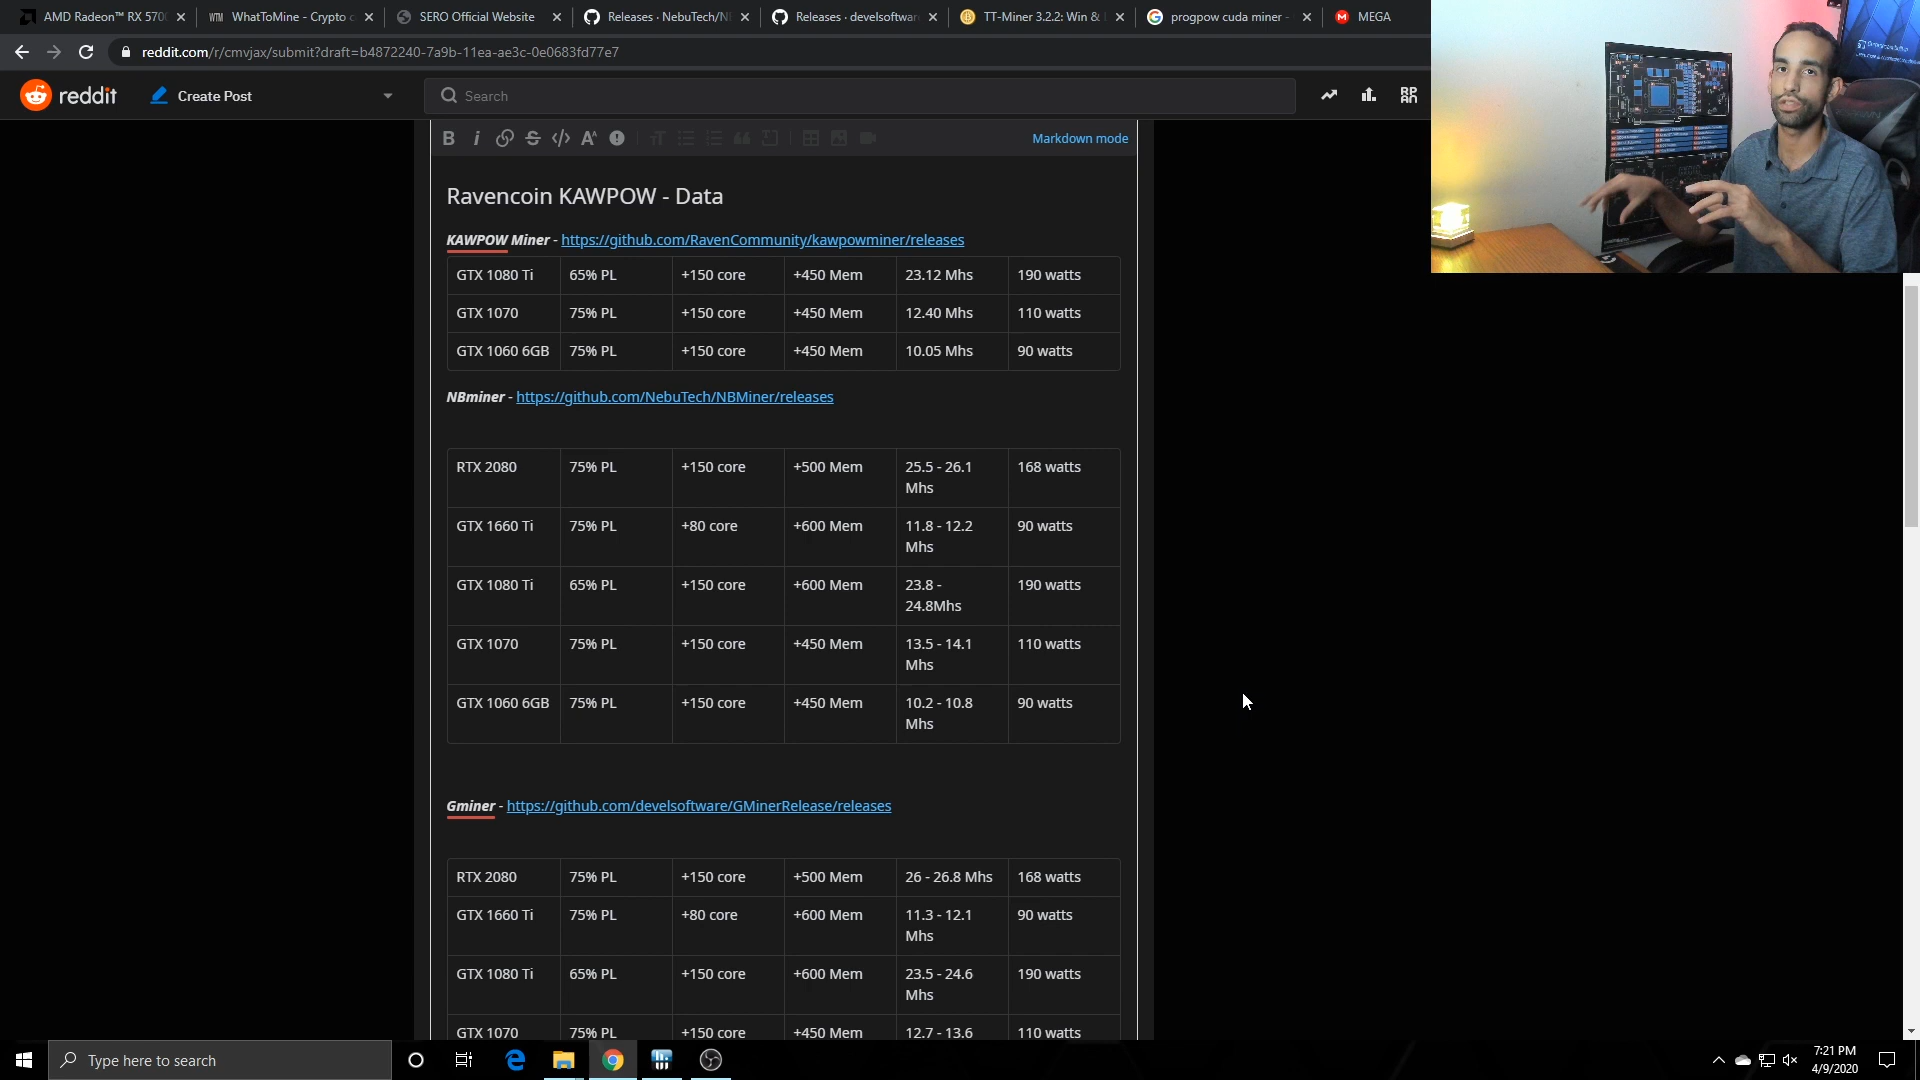 AMD Radeon™ RX 570
WhatToMine - Crypto c
SERO Official Website
Releases · NebuTech/N
Releases · develsoftwar
TT-Miner 3.2.2: Win &
progpow cuda miner -
MEGA
reddit.com/r/cmvjax/submit?draft=b4872240-7a9b-11ea-ae3c-0e0683fd77e7
reddit
Create Post
Search
Markdown mode
Ravencoin KAWPOW - Data
KAWPOW Miner - https://github.com/RavenCommunity/kawpowminer/releases
GTX 1080 Ti 65% PL +150 core +450 Mem 23.12 Mhs 190 watts
GTX 1070 75% PL +150 core +450 Mem 12.40 Mhs 110 watts
GTX 1060 6GB 75% PL +150 core +450 Mem 10.05 Mhs 90 watts
NBminer - https://github.com/NebuTech/NBMiner/releases
RTX 2080 75% PL +150 core +500 Mem 25.5 - 26.1 Mhs 168 watts
GTX 1660 Ti 75% PL +80 core +600 Mem 11.8 - 12.2 Mhs 90 watts
GTX 1080 Ti 65% PL +150 core +600 Mem 23.8 - 24.8Mhs 190 watts
GTX 1070 75% PL +150 core +450 Mem 13.5 - 14.1 Mhs 110 watts
GTX 1060 6GB 75% PL +150 core +450 Mem 10.2 - 10.8 Mhs 90 watts
Gminer - https://github.com/develsoftware/GMinerRelease/releases
RTX 2080 75% PL +150 core +500 Mem 26 - 26.8 Mhs 168 watts
GTX 1660 Ti 75% PL +80 core +600 Mem 11.3 - 12.1 Mhs 90 watts
GTX 1080 Ti 65% PL +150 core +600 Mem 23.5 - 24.6 Mhs 190 watts
GTX 1070 75% PL +150 core +450 Mem 12.7 - 13.6 110 watts
Type here to search
7:21 PM
4/9/2020